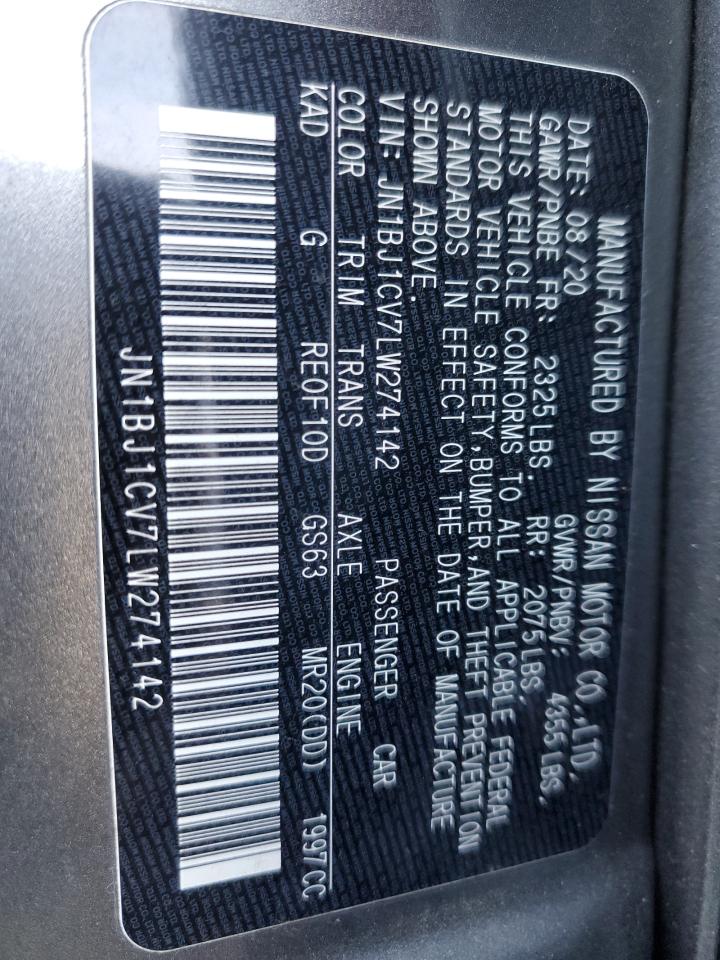 MANUFACTURED BY NISSAN MOTOR CO.,LTD.
DATE: 08/20 GVWR/PNBV: 4355 LBS,
GAWR/PNBE FR: 2325LBS. RR: 2075LBS.
THIS VEHICLE CONFORMS TO ALL APPLICABLE FEDERAL
MOTOR VEHICLE SAFETY,BUMPER,AND THEFT PREVENTION
STANDARDS IN EFFECT ON THE DATE OF MANUFACTURE
SHOWN ABOVE.
VIN:JN1BJ1CV7LW274142 PASSENGER CAR
COLOR TRIM TRANS AXLE ENGINE
KAD G RE0F10D GS63 MR20(DD) 1997CC
JN1BJ1CV7LW274142